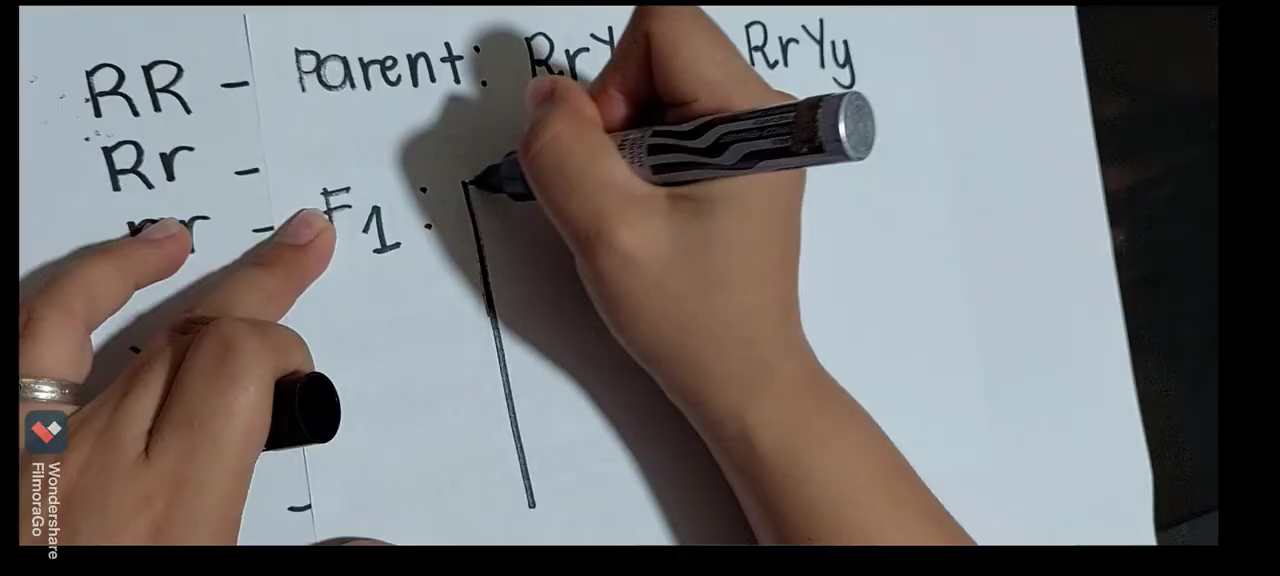 RR -
Parent: RrY RrYy
Rr -
F1 :
r -
-
Wondershare
FilmoraGo